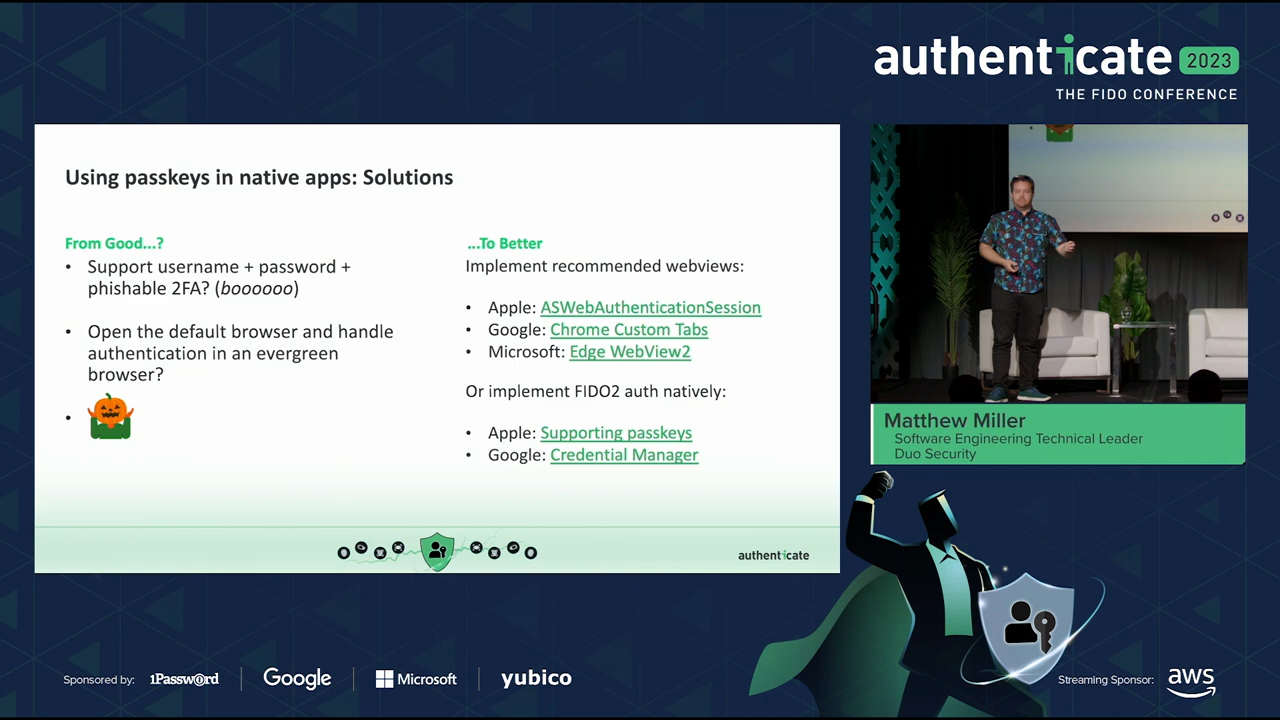 authenticate 2023
THE FIDO CONFERENCE
Using passkeys in native apps: Solutions
From Good...?
• Support username + password +
phishable 2FA? (boooooo)
• Open the default browser and handle
authentication in an evergreen
browser?
•
...To Better
Implement recommended webviews:
• Apple: ASWebAuthenticationSession
• Google: Chrome Custom Tabs
• Microsoft: Edge WebView2
Or implement FIDO2 auth natively:
• Apple: Supporting passkeys
• Google: Credential Manager
authenticate
Matthew Miller
Software Engineering Technical Leader
Duo Security
Sponsored by: 1Password Google Microsoft yubico
Streaming Sponsor: aws